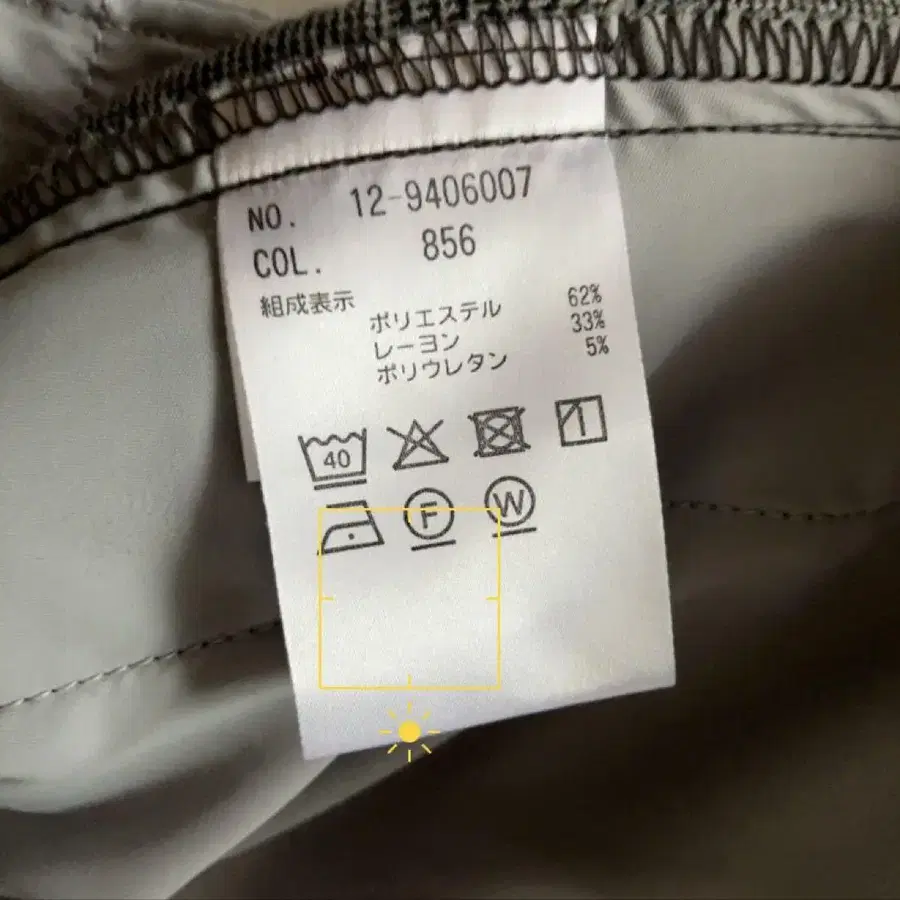 NO. 12-9406007
COL. 856
組成表示
ポリエステル 62%
レーヨン 33%
ポリウレタン 5%
40
F W